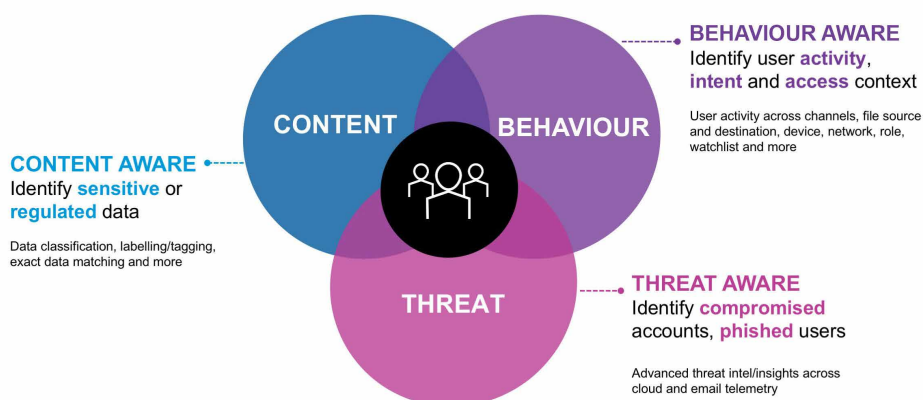 CONTENT
BEHAVIOUR
THREAT
CONTENT AWARE
Identify sensitive or
regulated data
Data classification, labelling/tagging,
exact data matching and more
BEHAVIOUR AWARE
Identify user activity,
intent and access context
User activity across channels, file source
and destination, device, network, role,
watchlist and more
THREAT AWARE
Identify compromised
accounts, phished users
Advanced threat intel/insights across
cloud and email telemetry